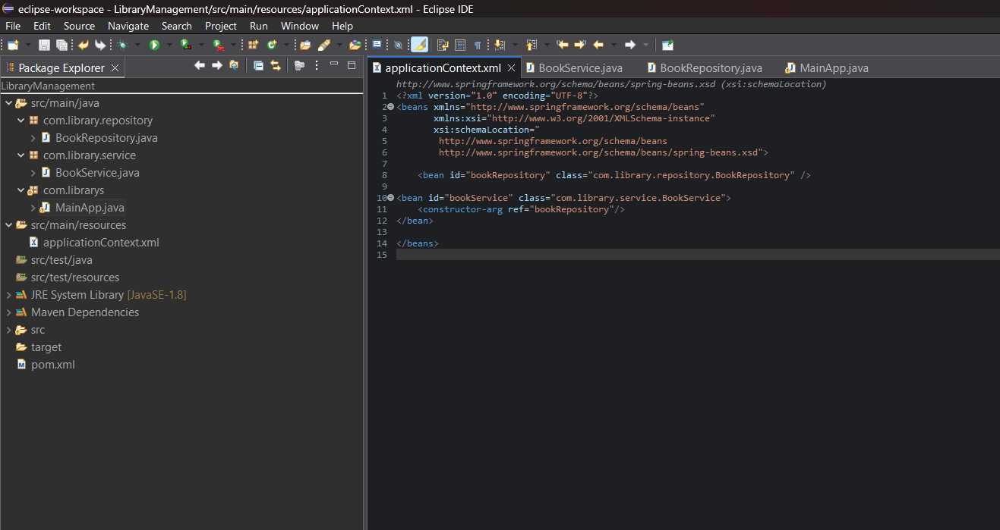 eclipse-workspace - LibraryManagement/src/main/resources/applicationContext.xml - Eclipse IDE
File Edit Source Navigate Search Project Run Window Help
Package Explorer
LibraryManagement
src/main/java
com.library.repository
BookRepository.java
com.library.service
BookService.java
com.librarys
MainApp.java
src/main/resources
applicationContext.xml
src/test/java
src/test/resources
JRE System Library [JavaSE-1.8]
Maven Dependencies
src
target
pom.xml
applicationContext.xml BookService.java BookRepository.java MainApp.java
http://www.springframework.org/schema/beans/spring-beans.xsd (xsi:schemaLocation)
1 <?xml version="1.0" encoding="UTF-8"?>
2 <beans xmlns="http://www.springframework.org/schema/beans"
3 xmlns:xsi="http://www.w3.org/2001/XMLSchema-instance"
4 xsi:schemaLocation="
5 http://www.springframework.org/schema/beans
6 http://www.springframework.org/schema/beans/spring-beans.xsd">
7
8 <bean id="bookRepository" class="com.library.repository.BookRepository" />
9
10 <bean id="bookService" class="com.library.service.BookService">
11 <constructor-arg ref="bookRepository"/>
12 </bean>
13
14 </beans>
15